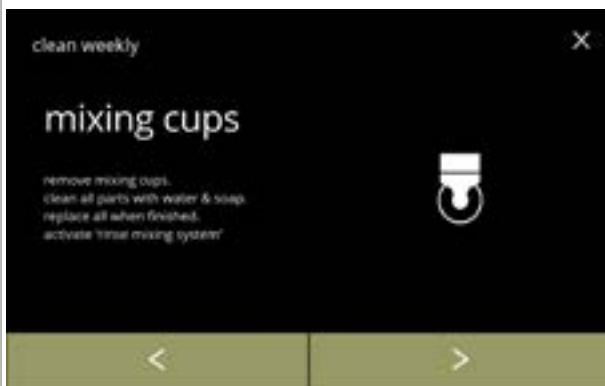 clean weekly
mixing cups
remove mixing cups.
clean all parts with water & soap.
replace all when finished.
activate 'rinse mixing system'